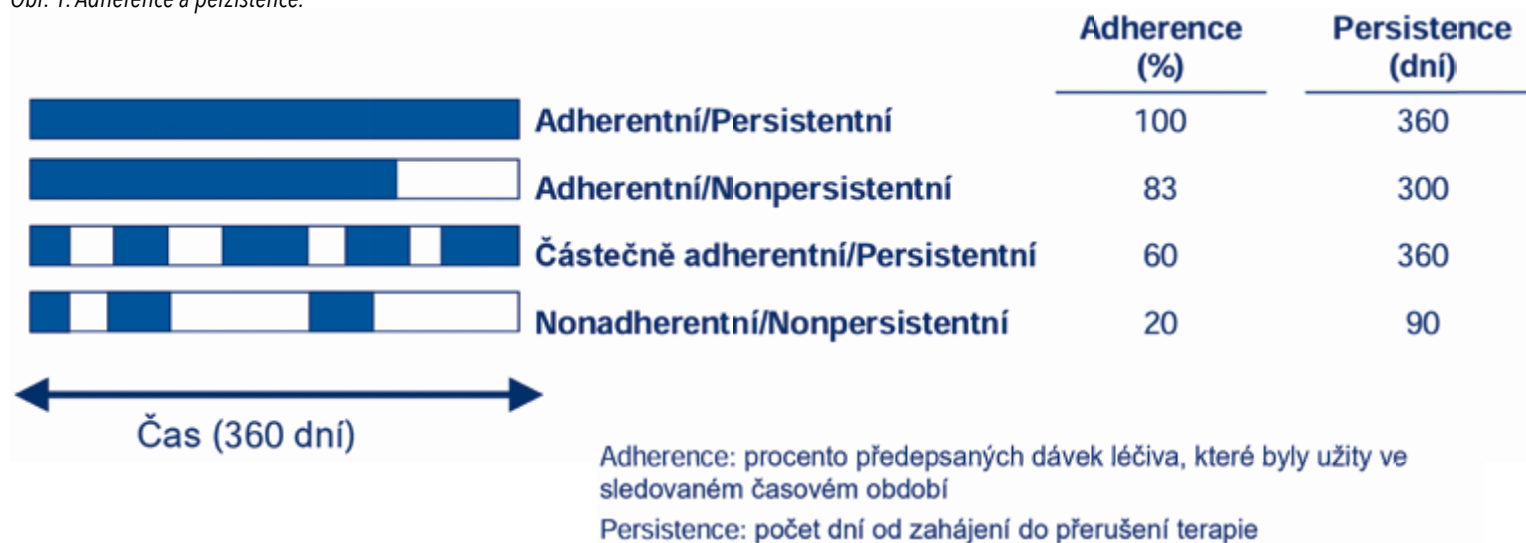 Obr. 1. Adherence a perzistence.
Adherence
(%)
Persistence
(dní)
Adherentní/Persistentní 100 360
Adherentní/Nonpersistentní 83 300
Částečně adherentní/Persistentní 60 360
Nonadherentní/Nonpersistentní 20 90
Čas (360 dní)
Adherence: procento předepsaných dávek léčiva, které byly užity ve
sledovaném časovém období
Persistence: počet dní od zahájení do přerušení terapie